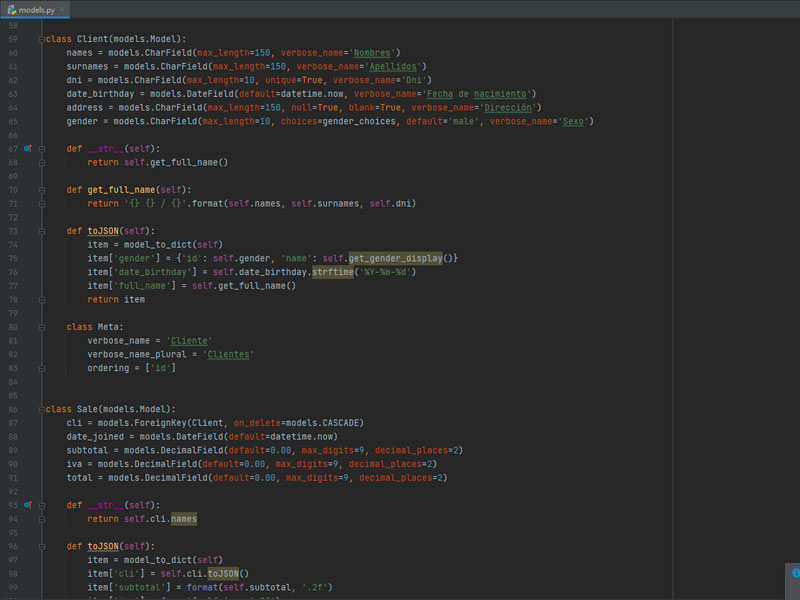 models.py
58
59 class Client(models.Model):
60     names = models.CharField(max_length=150, verbose_name='Nombres')
61     surnames = models.CharField(max_length=150, verbose_name='Apellidos')
62     dni = models.CharField(max_length=10, unique=True, verbose_name='Dni')
63     date_birthday = models.DateField(default=datetime.now, verbose_name='Fecha de nacimiento')
64     address = models.CharField(max_length=150, null=True, blank=True, verbose_name='Dirección')
65     gender = models.CharField(max_length=10, choices=gender_choices, default='male', verbose_name='Sexo')
66
67     def __str__(self):
68         return self.get_full_name()
69
70     def get_full_name(self):
71         return '{} {} / {}'.format(self.names, self.surnames, self.dni)
72
73     def toJSON(self):
74         item = model_to_dict(self)
75         item['gender'] = {'id': self.gender, 'name': self.get_gender_display()}
76         item['date_birthday'] = self.date_birthday.strftime('%Y-%m-%d')
77         item['full_name'] = self.get_full_name()
78         return item
79
80     class Meta:
81         verbose_name = 'Cliente'
82         verbose_name_plural = 'Clientes'
83         ordering = ['id']
84
85
86 class Sale(models.Model):
87     cli = models.ForeignKey(Client, on_delete=models.CASCADE)
88     date_joined = models.DateField(default=datetime.now)
89     subtotal = models.DecimalField(default=0.00, max_digits=9, decimal_places=2)
90     iva = models.DecimalField(default=0.00, max_digits=9, decimal_places=2)
91     total = models.DecimalField(default=0.00, max_digits=9, decimal_places=2)
92
93     def __str__(self):
94         return self.cli.names
95
96     def toJSON(self):
97         item = model_to_dict(self)
98         item['cli'] = self.cli.toJSON()
99         item['subtotal'] = format(self.subtotal, '.2f')